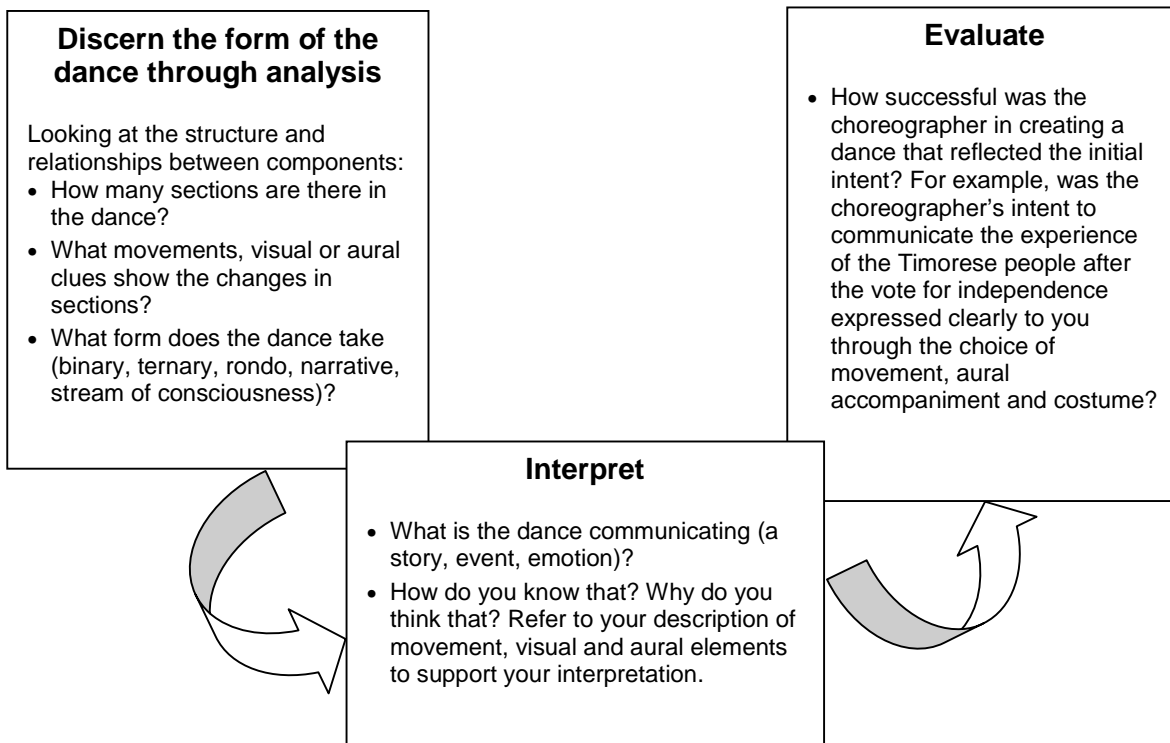 Discern the form of the
dance through analysis
Looking at the structure and
relationships between components:
• How many sections are there in
the dance?
• What movements, visual or aural
clues show the changes in
sections?
• What form does the dance take
(binary, ternary, rondo, narrative,
stream of consciousness)?
Interpret
• What is the dance communicating (a
story, event, emotion)?
• How do you know that? Why do you
think that? Refer to your description of
movement, visual and aural elements
to support your interpretation.
Evaluate
• How successful was the
choreographer in creating a
dance that reflected the initial
intent? For example, was the
choreographer's intent to
communicate the experience
of the Timorese people after
the vote for independence
expressed clearly to you
through the choice of
movement, aural
accompaniment and costume?